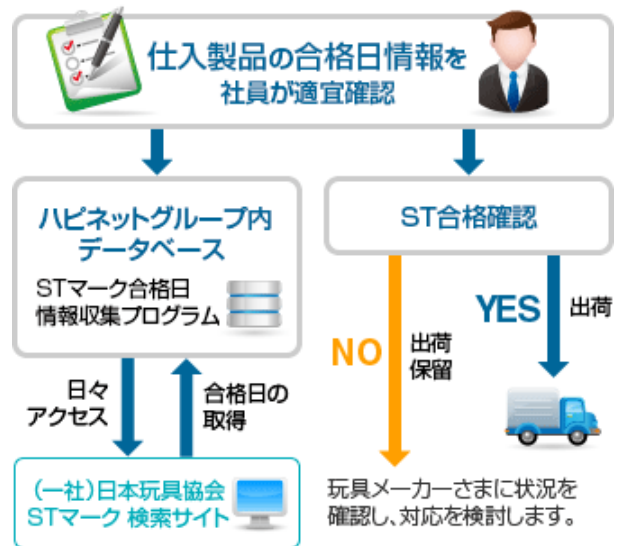 仕入製品の合格日情報を
社員が適宜確認
ハピネットグループ内
データベース
STマーク合格日
情報収集プログラム
日々
アクセス
合格日の
取得
（一社）日本玩具協会
STマーク 検索サイト
ST合格確認
NO
出荷
保留
YES
出荷
玩具メーカーさまに状況を
確認し、対応を検討します。